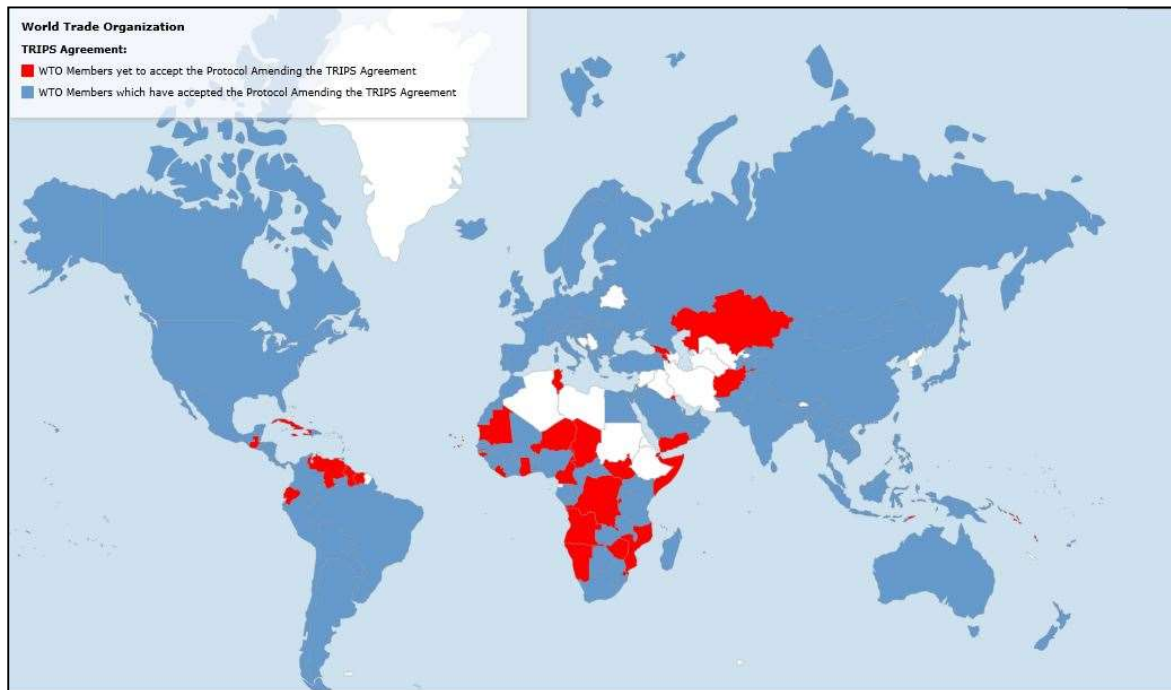 World Trade Organization
TRIPS Agreement:
WTO Members yet to accept the Protocol Amending the TRIPS Agreement
WTO Members which have accepted the Protocol Amending the TRIPS Agreement